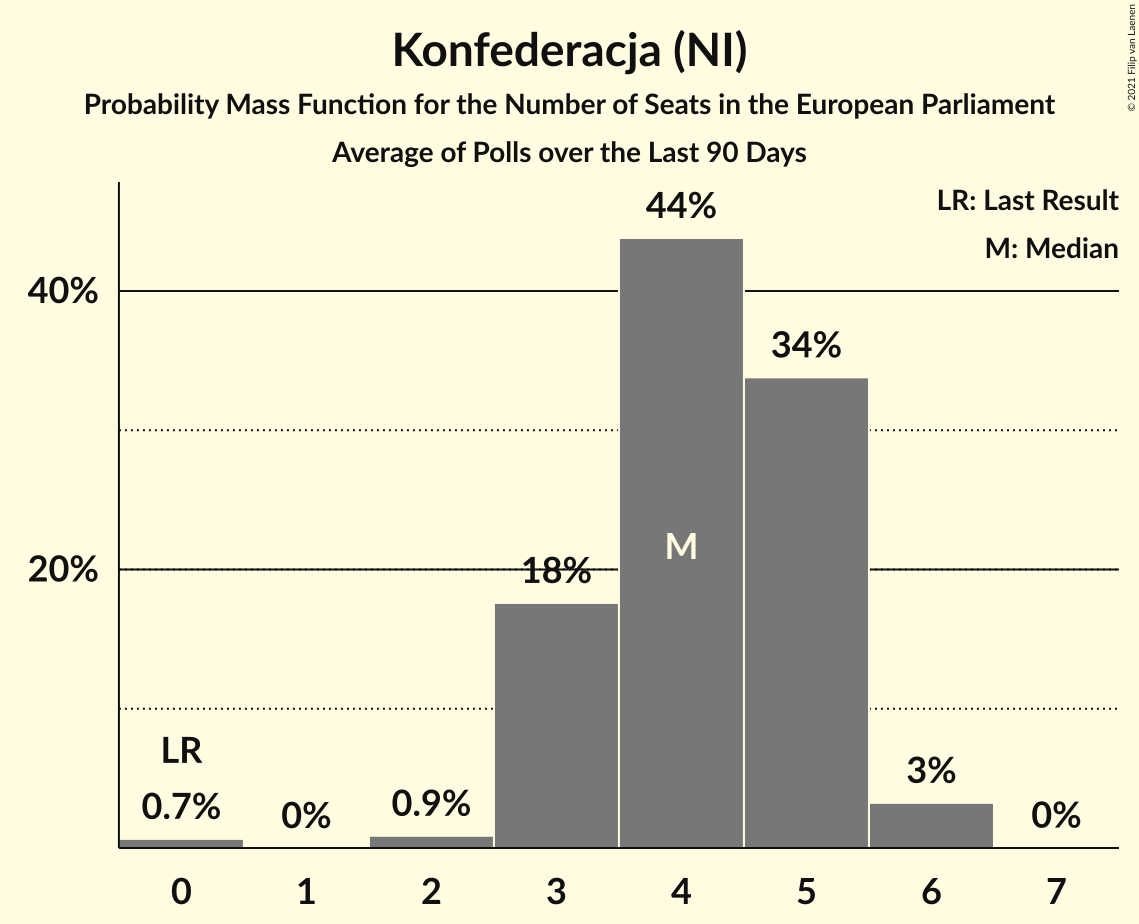 Konfederacja (NI)
Probability Mass Function for the Number of Seats in the European Parliament
Average of Polls over the Last 90 Days
© 2021 Filip van Laenen
LR: Last Result
M: Median
44%
40%
34%
M
20%
18%
LR
0.7%
0%
0.9%
3%
0%
0 1 2 3 4 5 6 7